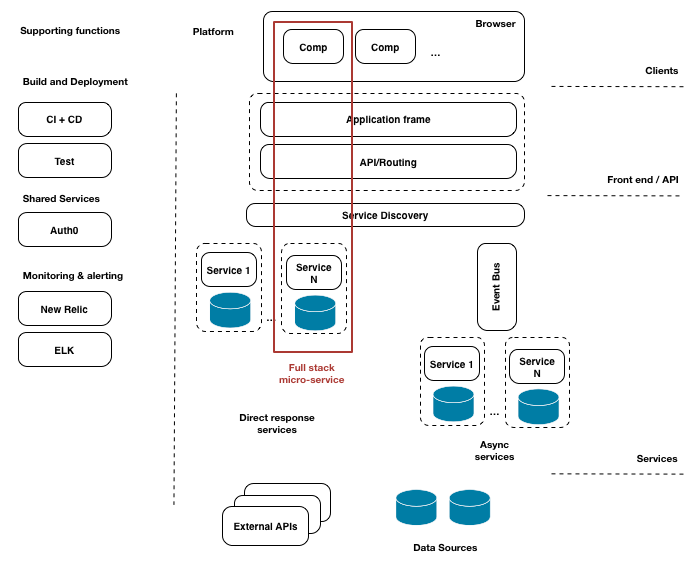 Supporting functions
Platform
Browser
Comp
Comp
...
Build and Deployment
Clients
CI + CD
Application frame
Test
API/Routing
Front end / API
Shared Services
Auth0
Service Discovery
Monitoring & alerting
Service 1
Service
N
...
Event Bus
New Relic
ELK
Full stack
micro-service
Service 1
Service
N
...
Direct response
services
Async
services
Services
External APIs
Data Sources